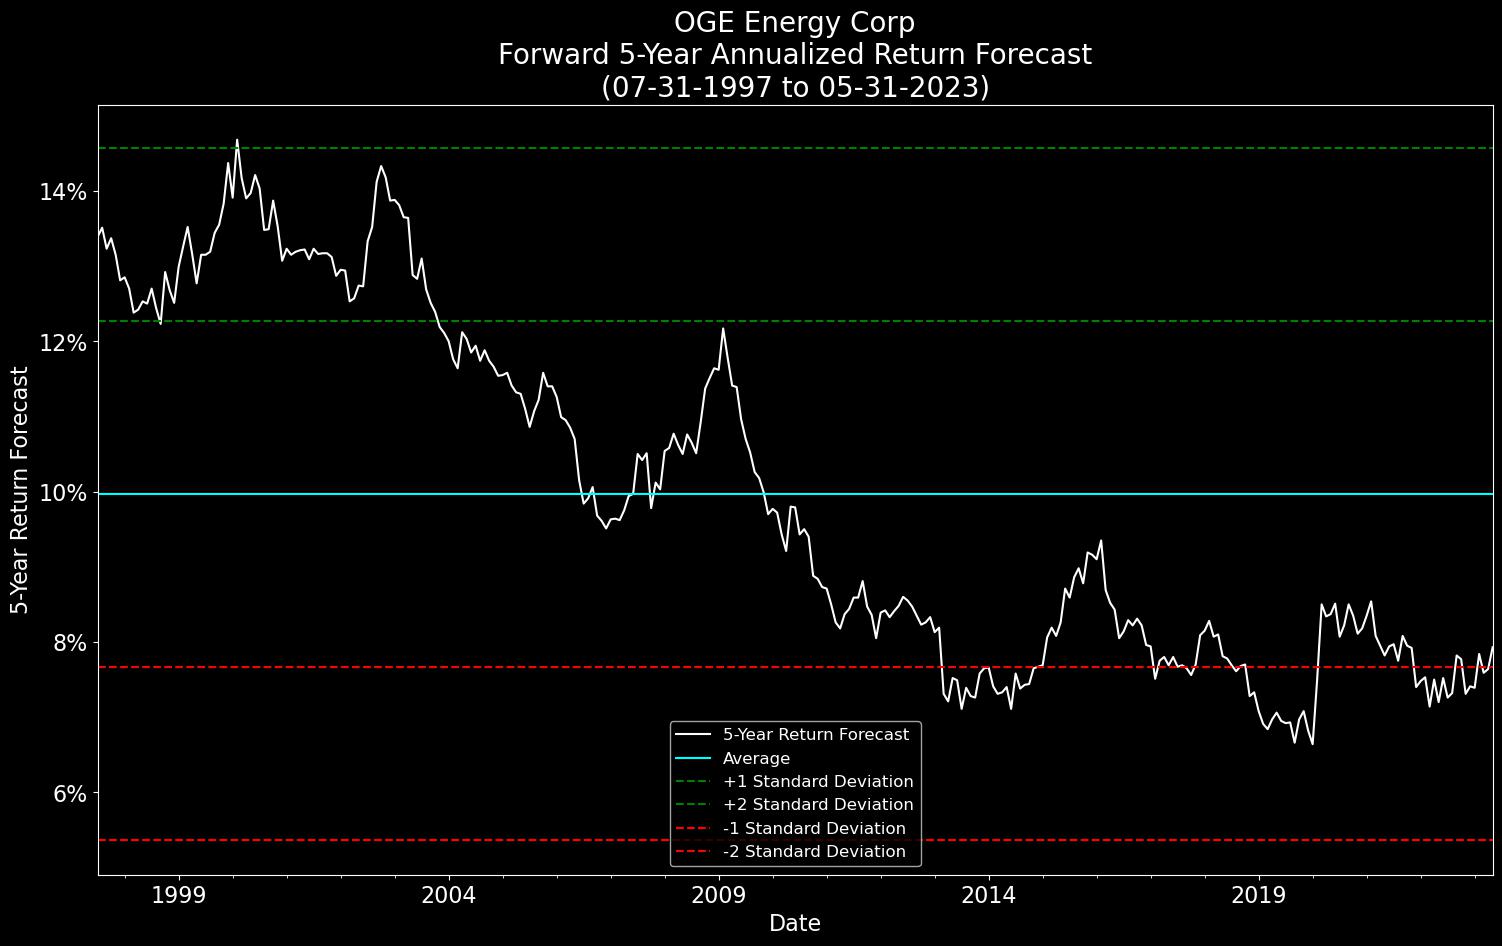 OGE Energy Corp
Forward 5-Year Annualized Return Forecast
(07-31-1997 to 05-31-2023)
5-Year Return Forecast
14%
12%
10%
8%
6%
5-Year Return Forecast
Average
+1 Standard Deviation
+2 Standard Deviation
-1 Standard Deviation
-2 Standard Deviation
1999
2004
2009
2014
2019
Date